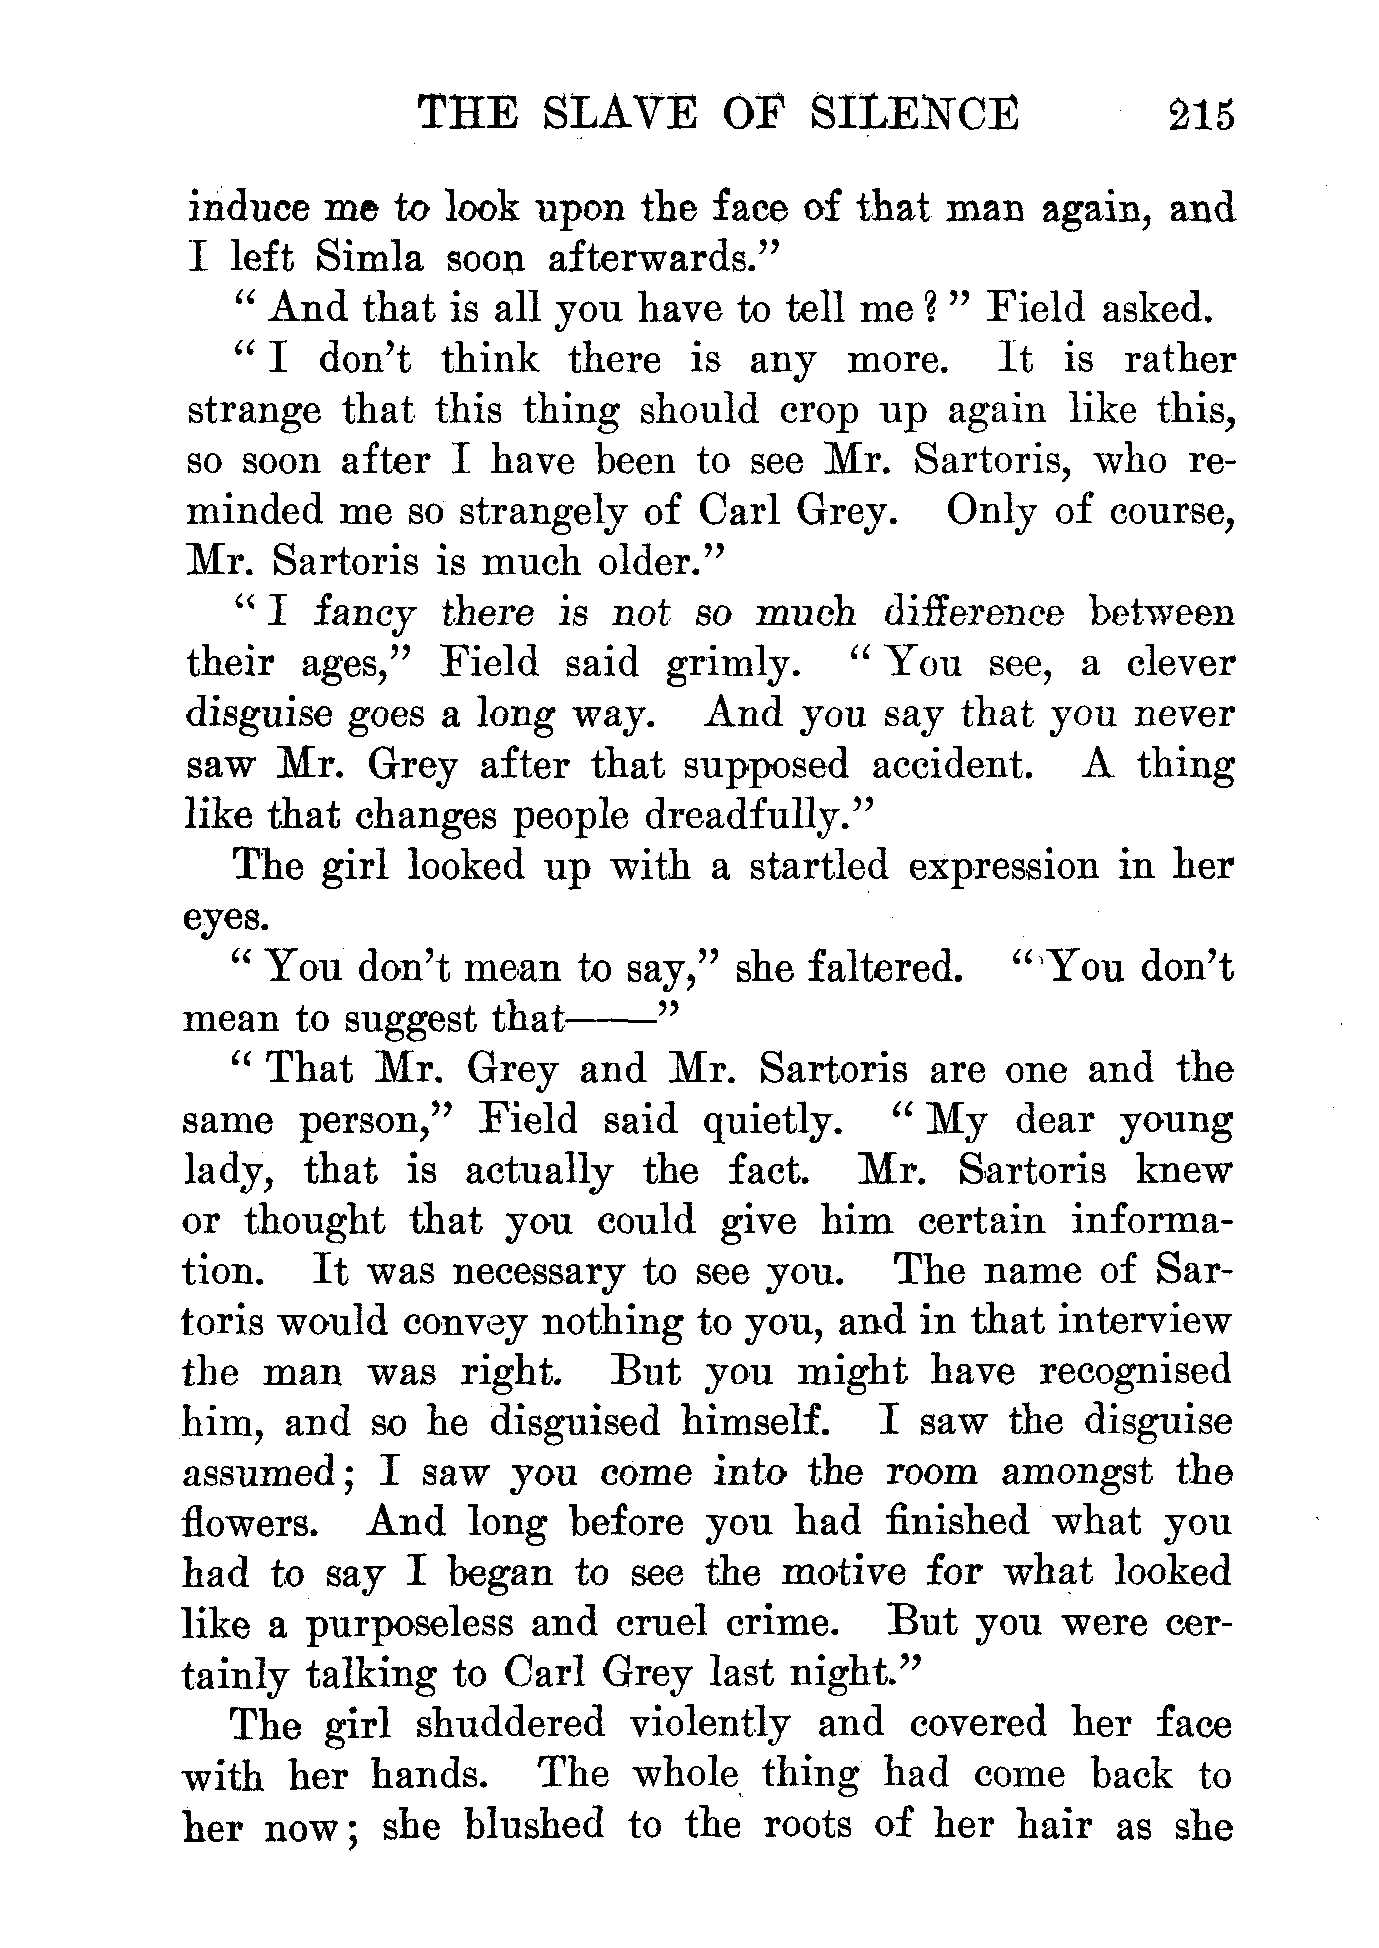 THE SLAVE OF SILENCE 215
induce me to look upon the face of that man again, and
I left Simla soon afterwards.”
“ And that is all you have to tell me ? ” Field asked.
“ I don’t think there is any more. It is rather
strange that this thing should crop up again like this,
so soon after I have been to see Mr. Sartoris, who re-
minded me so strangely of Carl Grey. Only of course,
Mr. Sartoris is much older.”
“ I fancy there is not so much difference between
their ages,” Field said grimly. “ You see, a clever
disguise goes a long way. And you say that you never
saw Mr. Grey after that supposed accident. A thing
like that changes people dreadfully.”
The girl looked up with a startled expression in her
eyes.
“ You don’t mean to say,” she faltered. “ You don’t
mean to suggest that——”
“ That Mr. Grey and Mr. Sartoris are one and the
same person,” Field said quietly. “ My dear young
lady, that is actually the fact. Mr. Sartoris knew
or thought that you could give him certain informa-
tion. It was necessary to see you. The name of Sar-
toris would convey nothing to you, and in that interview
the man was right. But you might have recognised
him, and so he disguised himself. I saw the disguise
assumed ; I saw you come into the room amongst the
flowers. And long before you had finished what you
had to say I began to see the motive for what looked
like a purposeless and cruel crime. But you were cer-
tainly talking to Carl Grey last night.”
The girl shuddered violently and covered her face
with her hands. The whole thing had come back to
her now ; she blushed to the roots of her hair as she